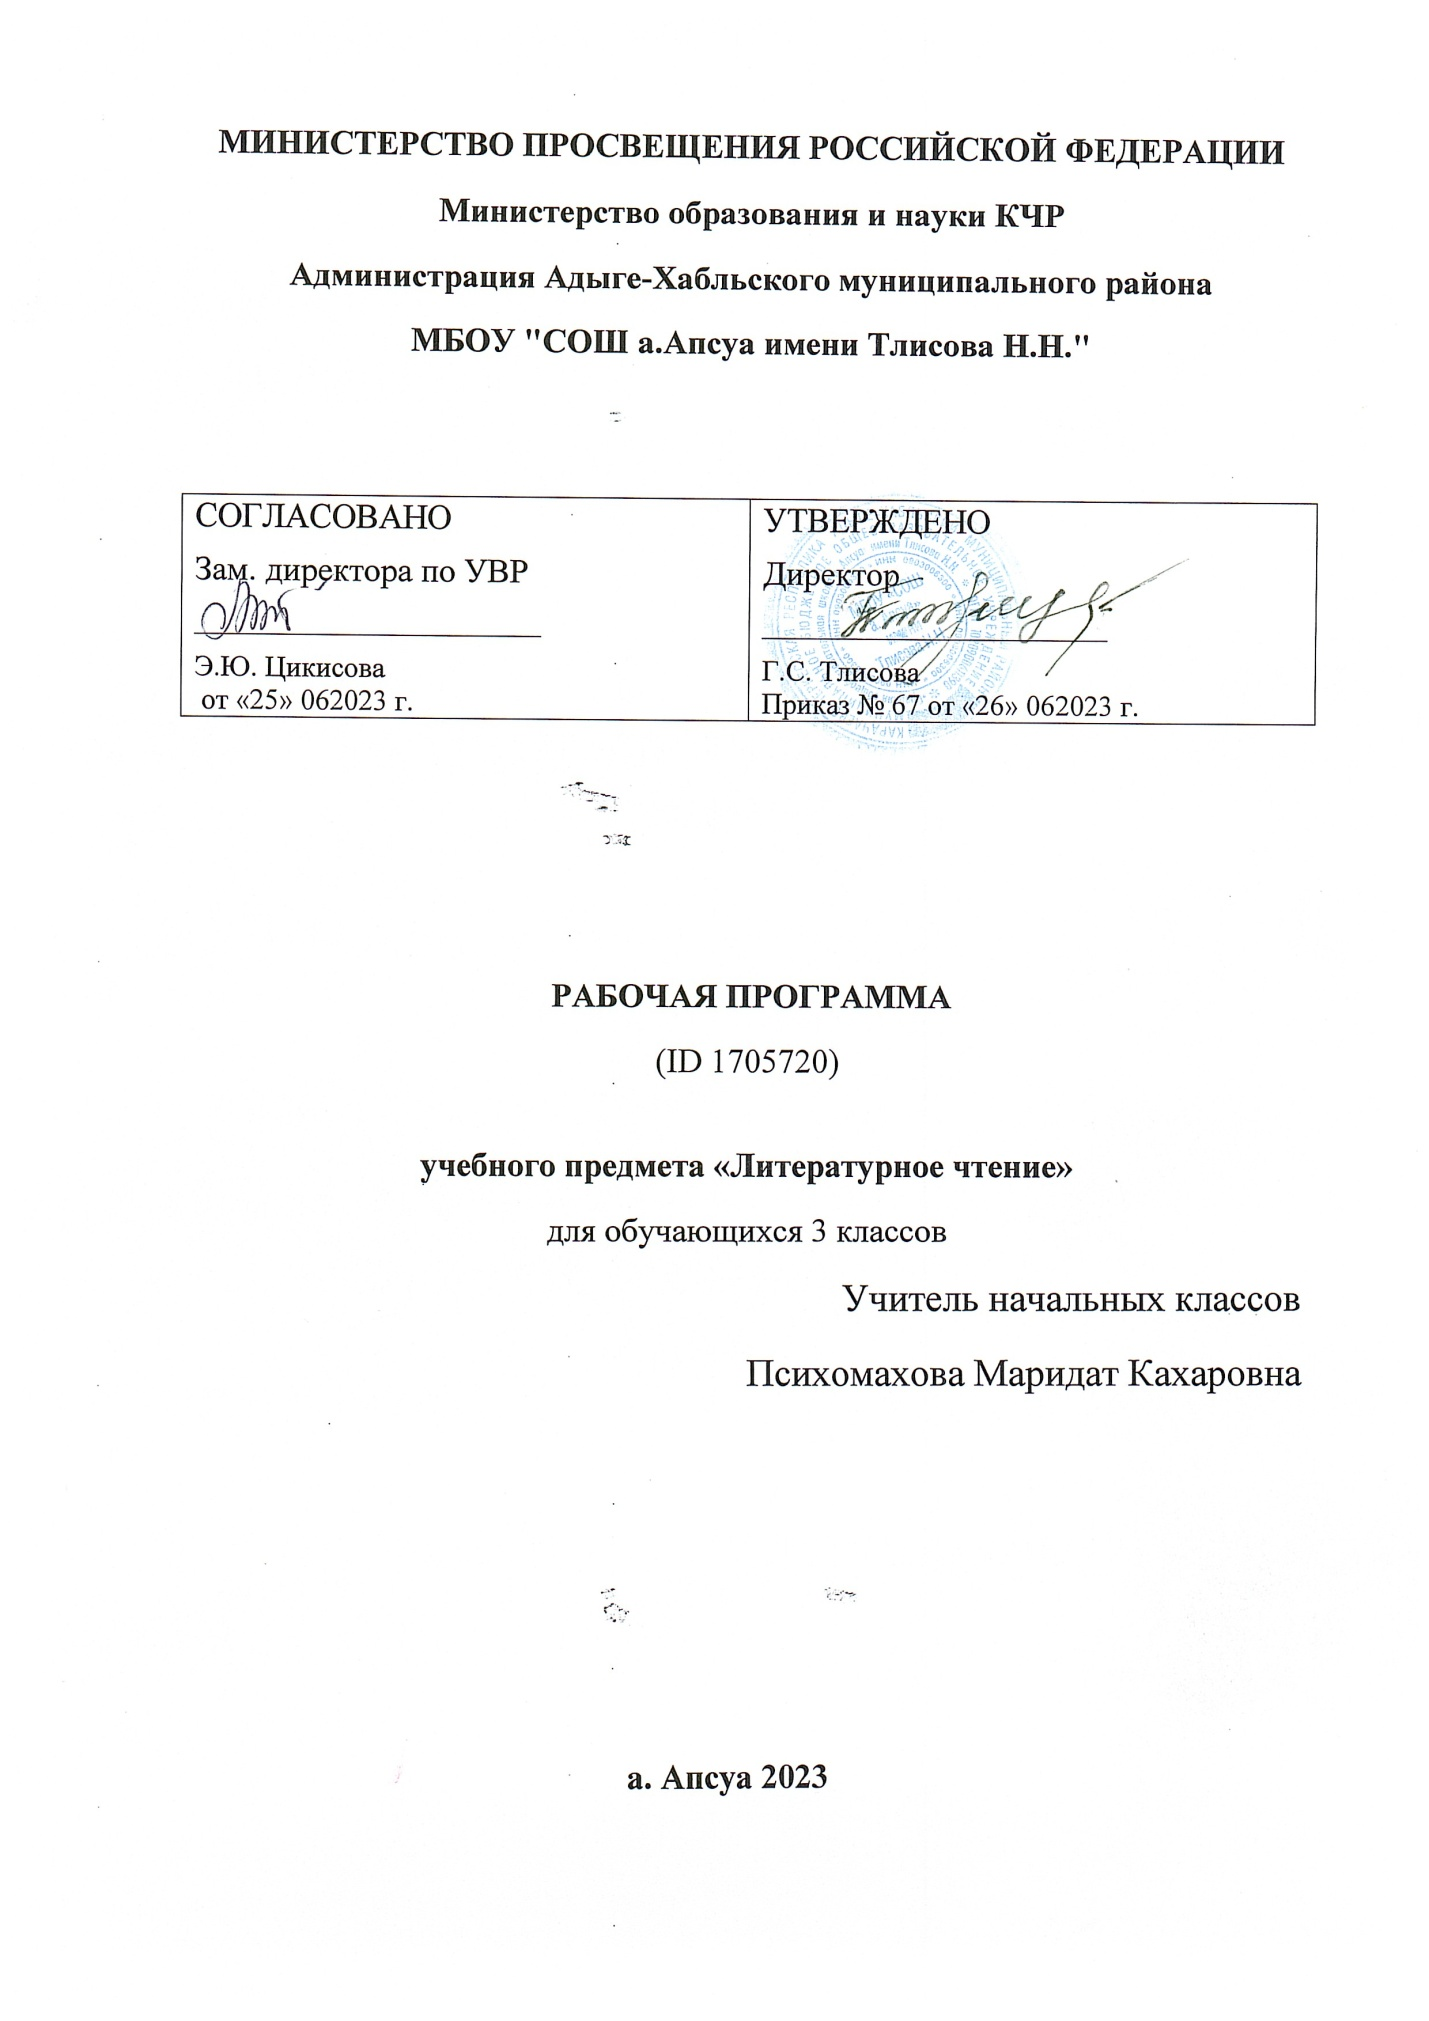 МИНИСТЕРСТВО ПРОСВЕЩЕНИЯ РОССИЙСКОЙ ФЕДЕРАЦИИ
Министерство образования и науки КЧР
Администрация Адыге-Хабльского муниципального района
МБОУ "СОШ а.Апсуа имени Тлисова Н.Н."
СОГЛАСОВАНО
Зам. директора по УВР
Э.Ю. Цикисова
от «25» 062023 г.
УТВЕРЖДЕНО
Директор
Г.С. Тлисова
Приказ № 67 от «26» 062023 г.
РАБОЧАЯ ПРОГРАММА
(ID 1705720)
учебного предмета «Литературное чтение»
для обучающихся 3 классов
Учитель начальных классов
Психомахова Маридат Кахаровна
а. Апсуа 2023